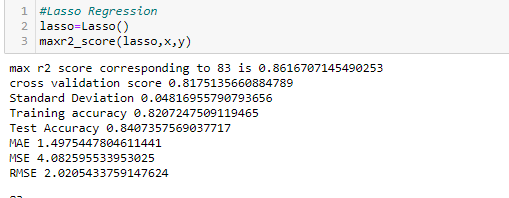 1 #Lasso Regression
2 lasso=Lasso()
3 maxr2_score(lasso,x,y)
max r2 score corresponding to 83 is 0.8616707145490253
cross validation score 0.8175135660884789
Standard Deviation 0.04816955790793656
Training accuracy 0.8207247509119465
Test Accuracy 0.8407357569037717
MAE 1.4975447804611441
MSE 4.082595533953025
RMSE 2.0205433759147624